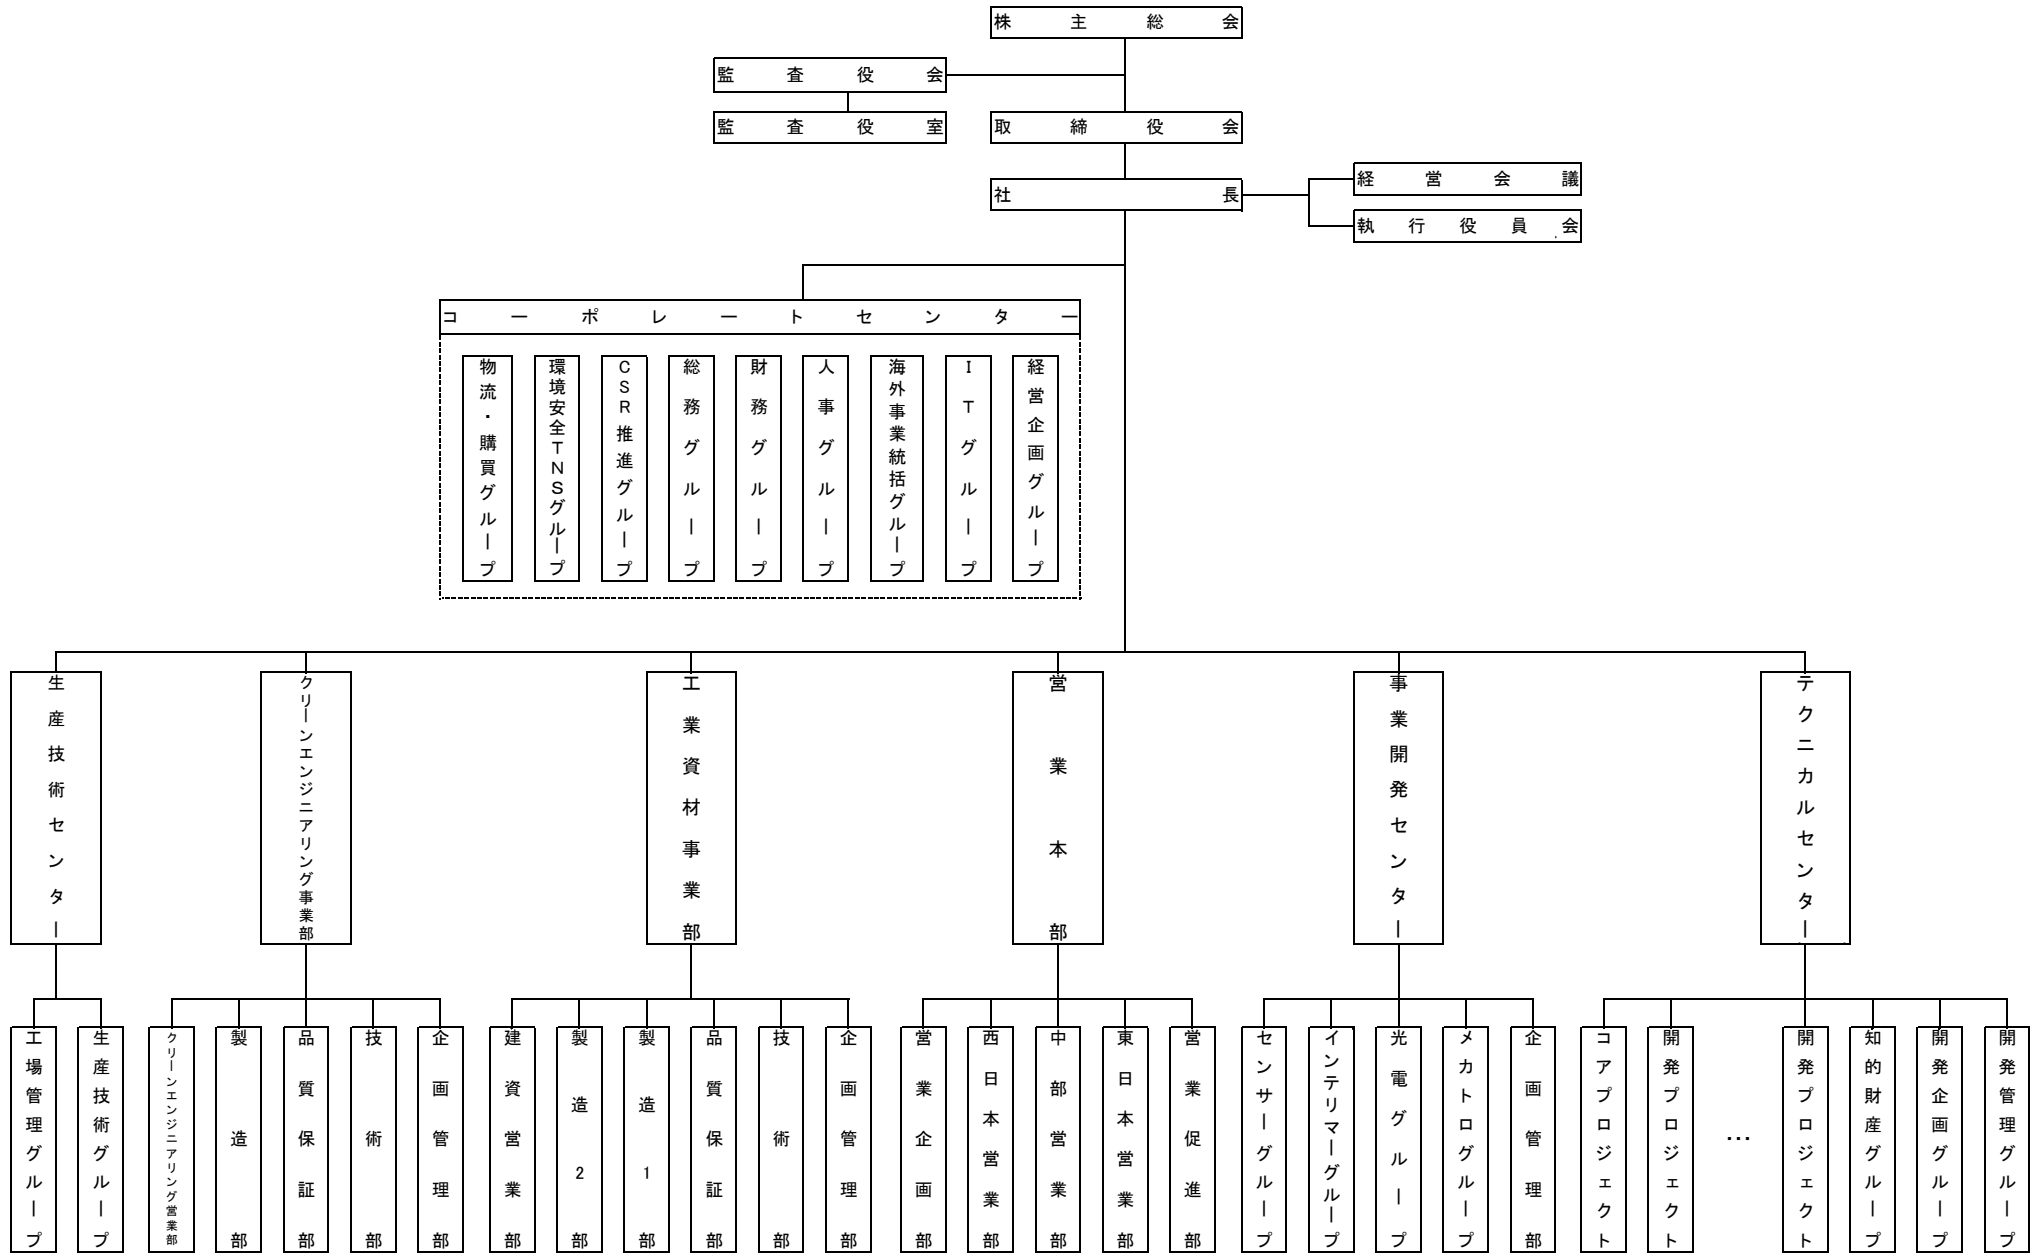 株主総会
監査役会
監査役室
取締役会
社長
経営会議
執行役員会
コーポレートセンター
物流・購買グループ
環境安全TNSグループ
CSR推進グループ
総務グループ
財務グループ
人事グループ
海外事業統括グループ
ITグループ
経営企画グループ
生産技術センター
クリーンエンジニアリング事業部
工業資材事業部
営業本部
事業開発センター
テクニカルセンター
工場管理グループ
生産技術グループ
クリーンエンジニアリング営業部
製造部
品質保証部
技術部
企画管理部
建資営業部
製造2部
製造1部
品質保証部
技術部
企画管理部
営業企画部
西日本営業部
中部営業部
東日本営業部
営業促進部
センサーグループ
インテリマーグループ
光電グループ
メカトログループ
企画管理部
コアプロジェクト
開発プロジェクト
…
開発プロジェクト
知的財産グループ
開発企画グループ
開発管理グループ